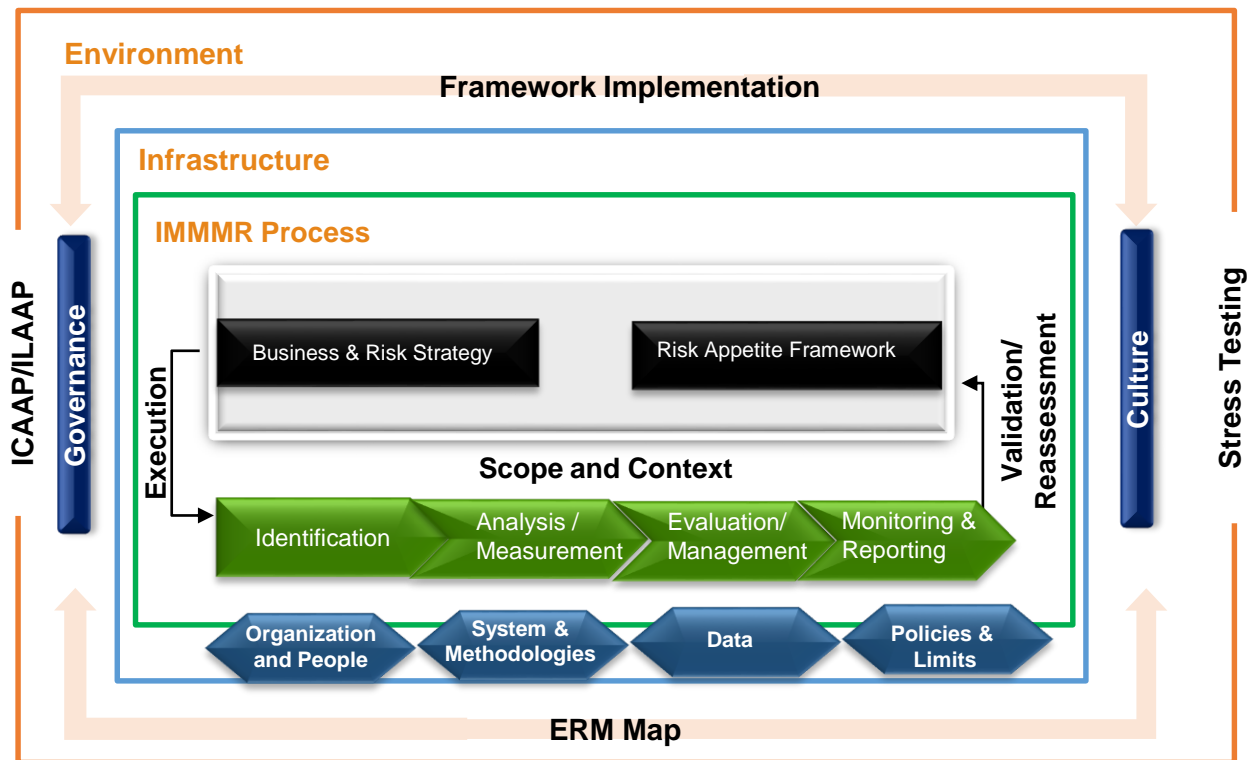 Environment
Framework Implementation
Infrastructure
IMMMR Process
ICAAP/ILAAP
Governance
Execution
Business & Risk Strategy
Risk Appetite Framework
Validation/
Reassessment
Culture
Stress Testing
Scope and Context
Identification
Analysis /
Measurement
Evaluation/
Management
Monitoring &
Reporting
Organization
and People
System &
Methodologies
Data
Policies &
Limits
ERM Map